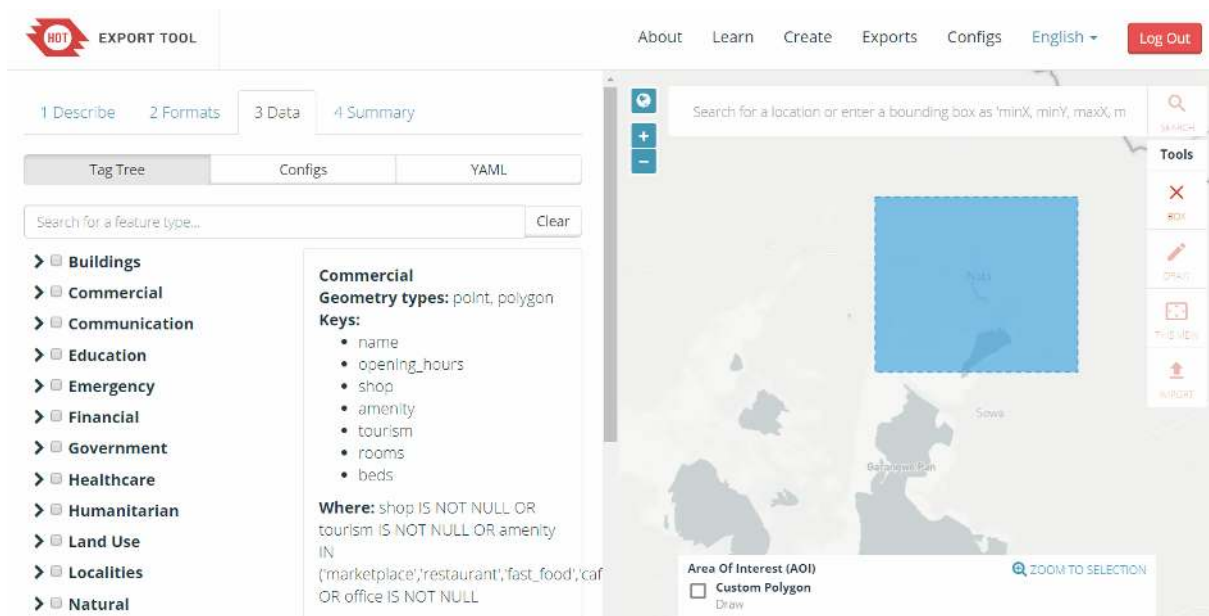 HOT EXPORT TOOL
About Learn Create Exports Configs English Log Out
1 Describe 2 Formats 3 Data 4 Summary
Tag Tree Configs YAML
Search for a feature type... Clear
Buildings
Commercial
Communication
Education
Emergency
Financial
Government
Healthcare
Humanitarian
Land Use
Localities
Natural
Commercial
Geometry types: point, polygon
Keys:
• name
• opening_hours
• shop
• amenity
• tourism
• rooms
• beds
Where: shop IS NOT NULL OR
tourism IS NOT NULL OR amenity
IN
('marketplace','restaurant','fast_food','caf
OR office IS NOT NULL
Search for a location or enter a bounding box as 'minX, minY, maxX, m
SEARCH
Tools
BOX
DRAW
THIS VIEW
IMPORT
Nata
Sowa
Area Of Interest (AOI) ZOOM TO SELECTION
Custom Polygon
Draw